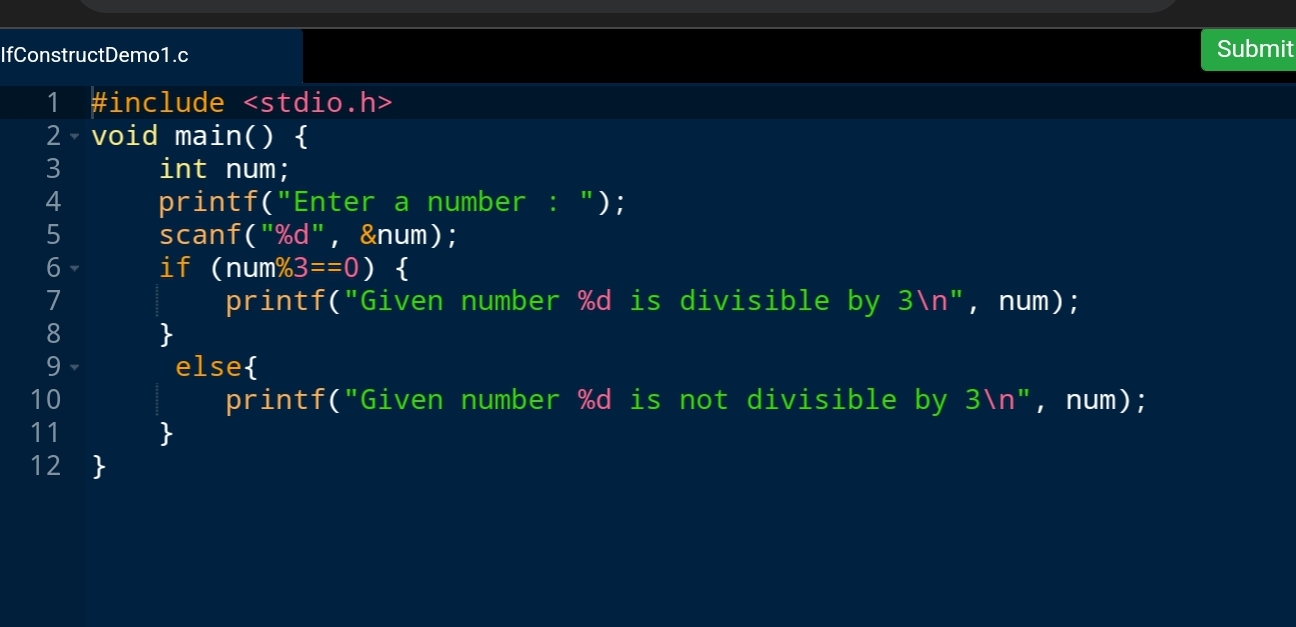 IfConstructDemo1.c
Submit
1 #include <stdio.h>
2 void main() {
3     int num;
4     printf("Enter a number : ");
5     scanf("%d", &num);
6     if (num%3==0) {
7         printf("Given number %d is divisible by 3\n", num);
8     }
9      else{
10         printf("Given number %d is not divisible by 3\n", num);
11     }
12 }